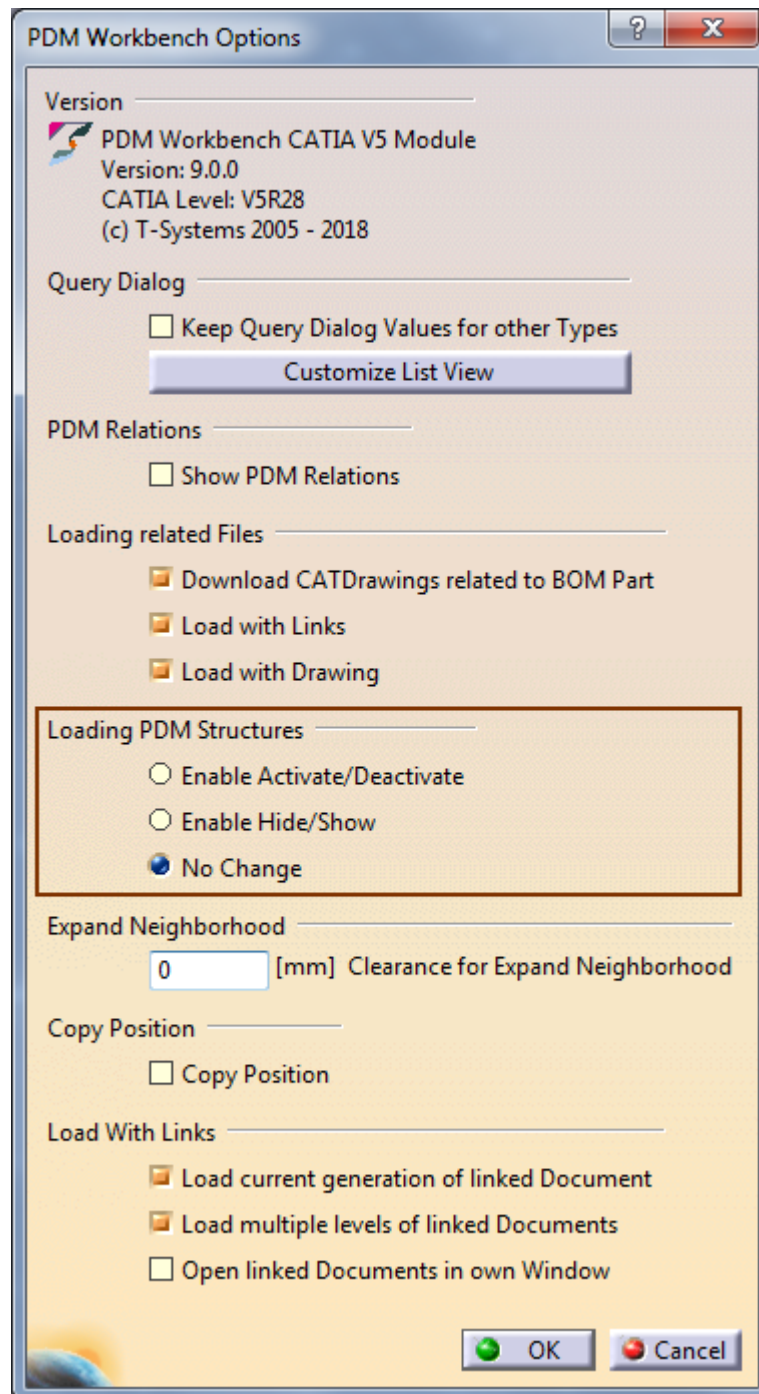 PDM Workbench Options
?
Version
PDM Workbench CATIA V5 Module
Version: 9.0.0
CATIA Level: V5R28
(c) T-Systems 2005 - 2018
Query Dialog
Keep Query Dialog Values for other Types
Customize List View
PDM Relations
Show PDM Relations
Loading related Files
Download CATDrawings related to BOM Part
Load with Links
Load with Drawing
Loading PDM Structures
Enable Activate/Deactivate
Enable Hide/Show
No Change
Expand Neighborhood
0 [mm] Clearance for Expand Neighborhood
Copy Position
Copy Position
Load With Links
Load current generation of linked Document
Load multiple levels of linked Documents
Open linked Documents in own Window
OK Cancel